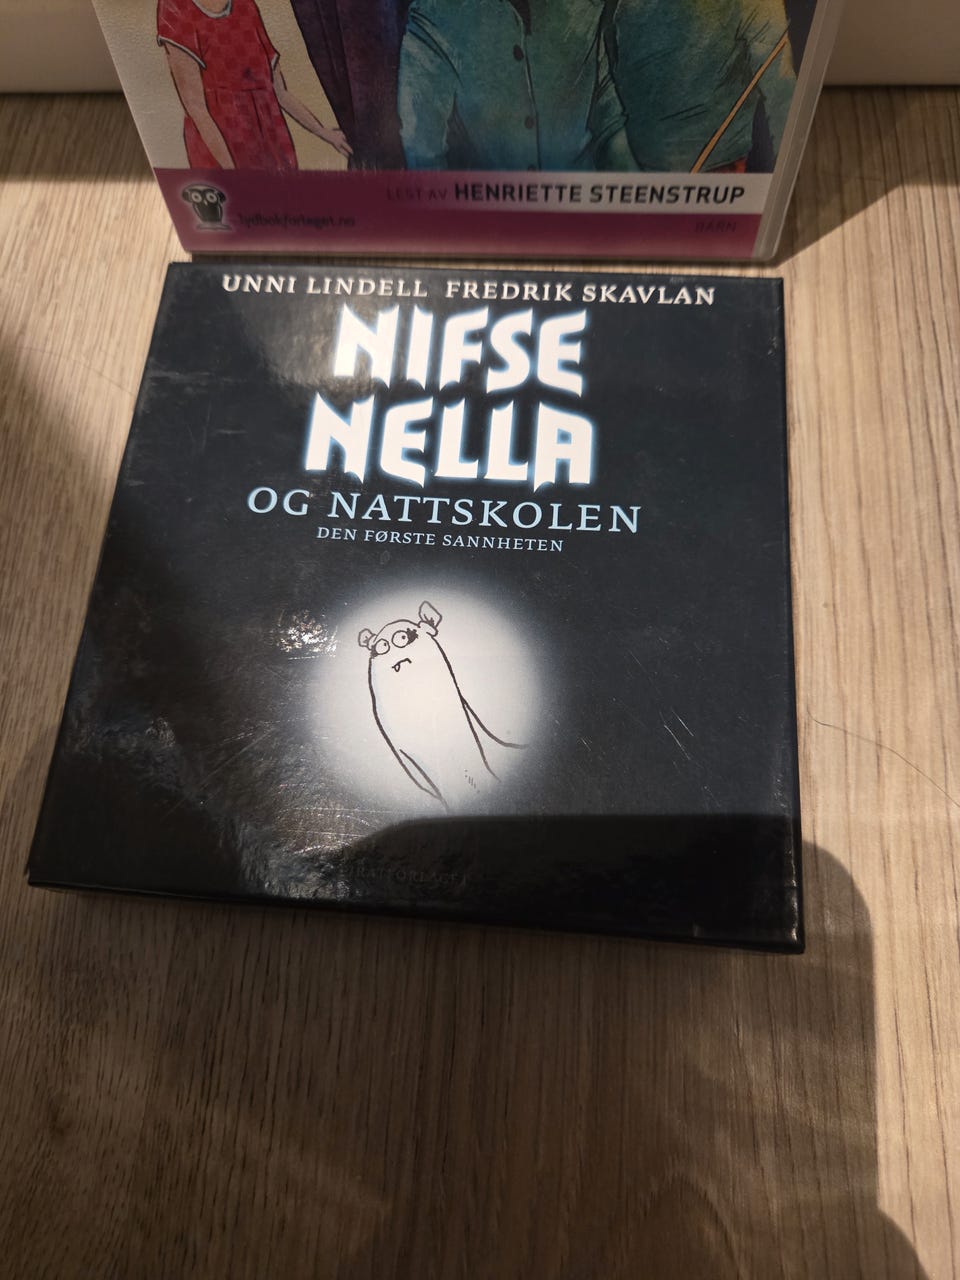 LEST AV HENRIETTE STEENSTRUP
lydbokforlaget.no
BARN
UNNI LINDELL FREDRIK SKAVLAN
NIFSE
NELLA
OG NATTSKOLEN
DEN FØRSTE SANNHETEN